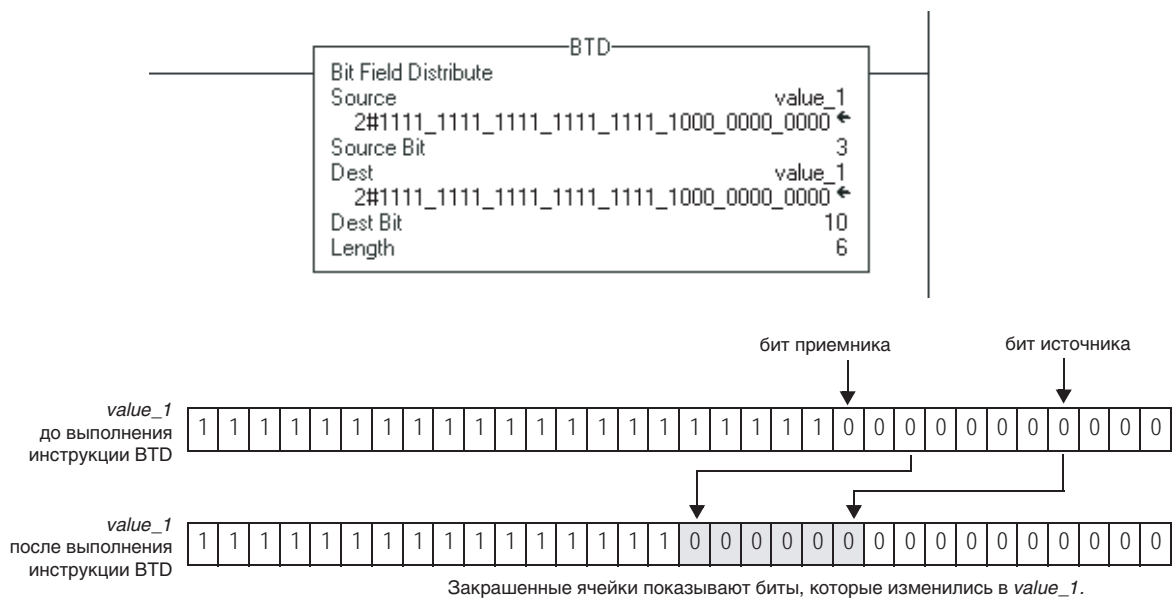 BTD
Bit Field Distribute
Source value_1
2#1111_1111_1111_1111_1111_1000_0000_0000
Source Bit 3
Dest value_1
2#1111_1111_1111_1111_1111_1000_0000_0000
Dest Bit 10
Length 6
бит приемника бит источника
value_1
до выполнения
инструкции BTD
1 1 1 1 1 1 1 1 1 1 1 1 1 1 1 1 1 1 1 1 1 0 0 0 0 0 0 0 0 0 0 0
value_1
после выполнения
инструкции BTD
1 1 1 1 1 1 1 1 1 1 1 1 1 1 1 1 0 0 0 0 0 0 0 0 0 0 0 0 0 0 0 0
Закрашенные ячейки показывают биты, которые изменились в value_1.